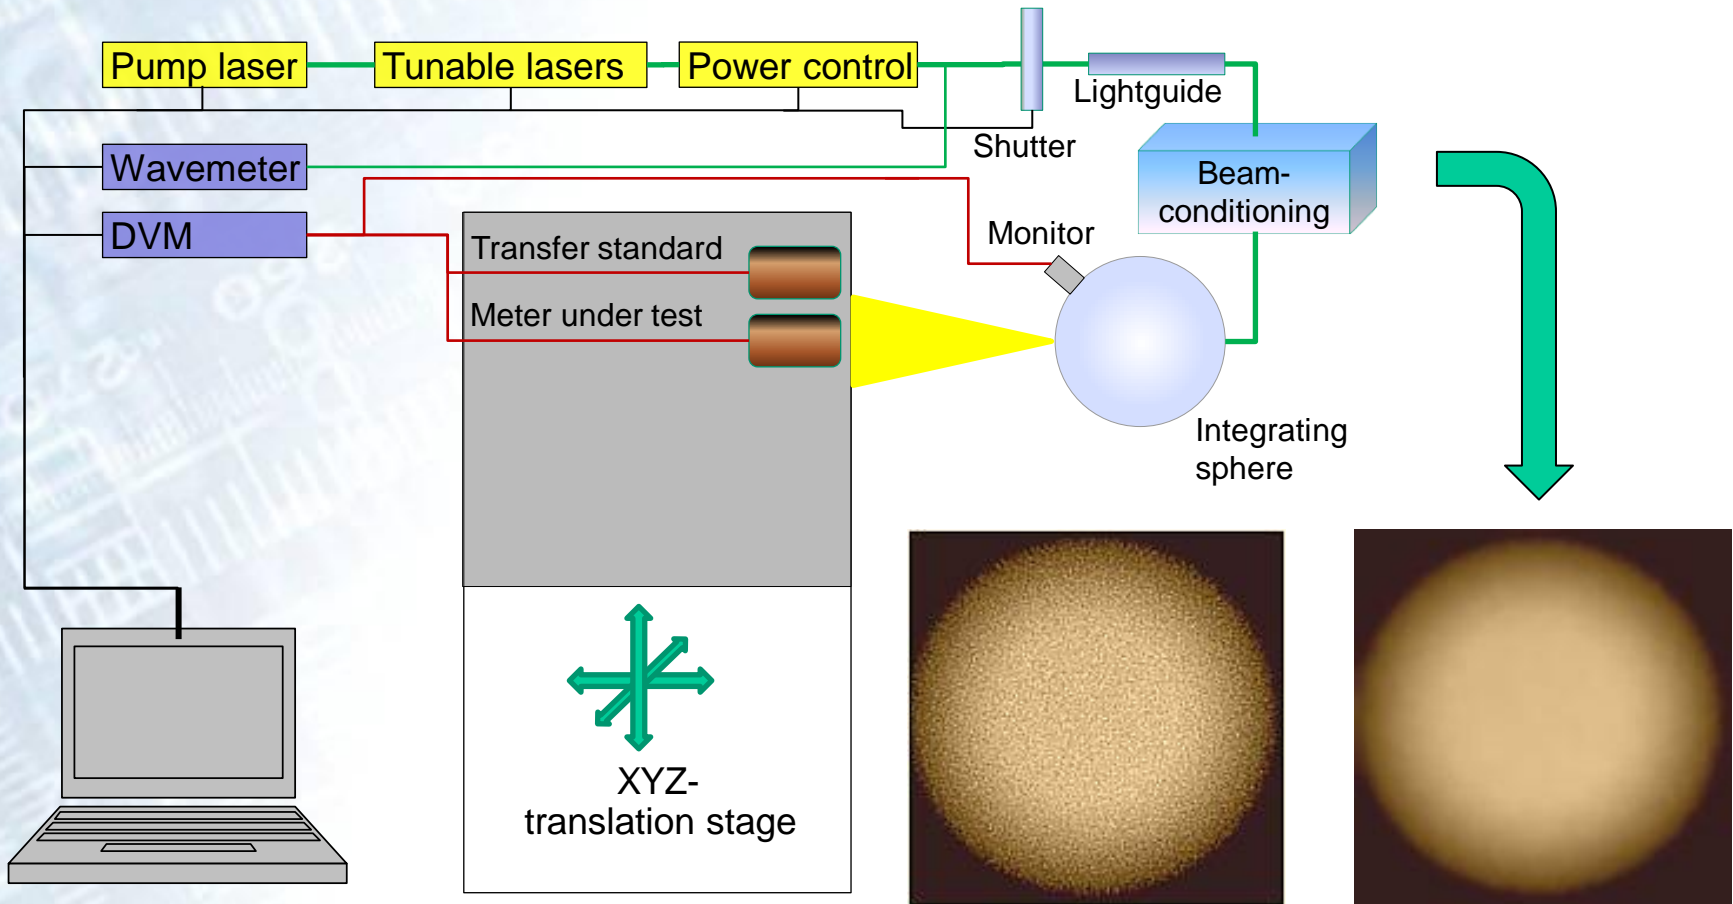 Pump laser
Tunable lasers
Power control
Lightguide
Shutter
Wavemeter
Beam-
conditioning
DVM
Monitor
Transfer standard
Meter under test
Integrating
sphere
XYZ-
translation stage